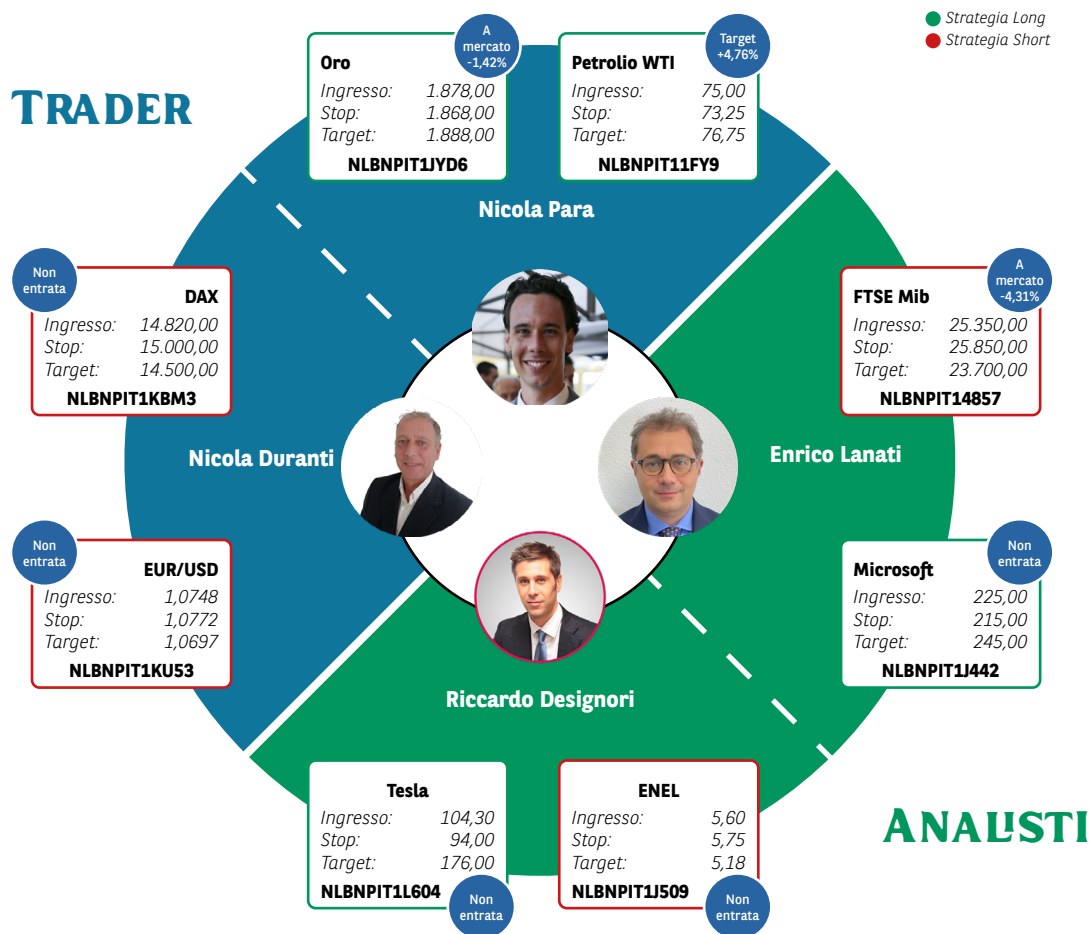 Strategia Long
Strategia Short
TRADER
A
mercato
-1,42%
Oro
Ingresso: 1.878,00
Stop: 1.868,00
Target: 1.888,00
NLBNPIT1JYD6
Target
+4,76%
Petrolio WTI
Ingresso: 75,00
Stop: 73,25
Target: 76,75
NLBNPIT11FY9
Nicola Para
Non
entrata
DAX
Ingresso: 14.820,00
Stop: 15.000,00
Target: 14.500,00
NLBNPIT1KBM3
A
mercato
-4,31%
FTSE Mib
Ingresso: 25.350,00
Stop: 25.850,00
Target: 23.700,00
NLBNPIT14857
Nicola Duranti
Enrico Lanati
Non
entrata
EUR/USD
Ingresso: 1,0748
Stop: 1,0772
Target: 1,0697
NLBNPIT1KU53
Non
entrata
Microsoft
Ingresso: 225,00
Stop: 215,00
Target: 245,00
NLBNPIT1J442
Riccardo Designori
Tesla
Ingresso: 104,30
Stop: 94,00
Target: 176,00
NLBNPIT1L604
Non
entrata
ENEL
Ingresso: 5,60
Stop: 5,75
Target: 5,18
NLBNPIT1J509
Non
entrata
ANALISTI